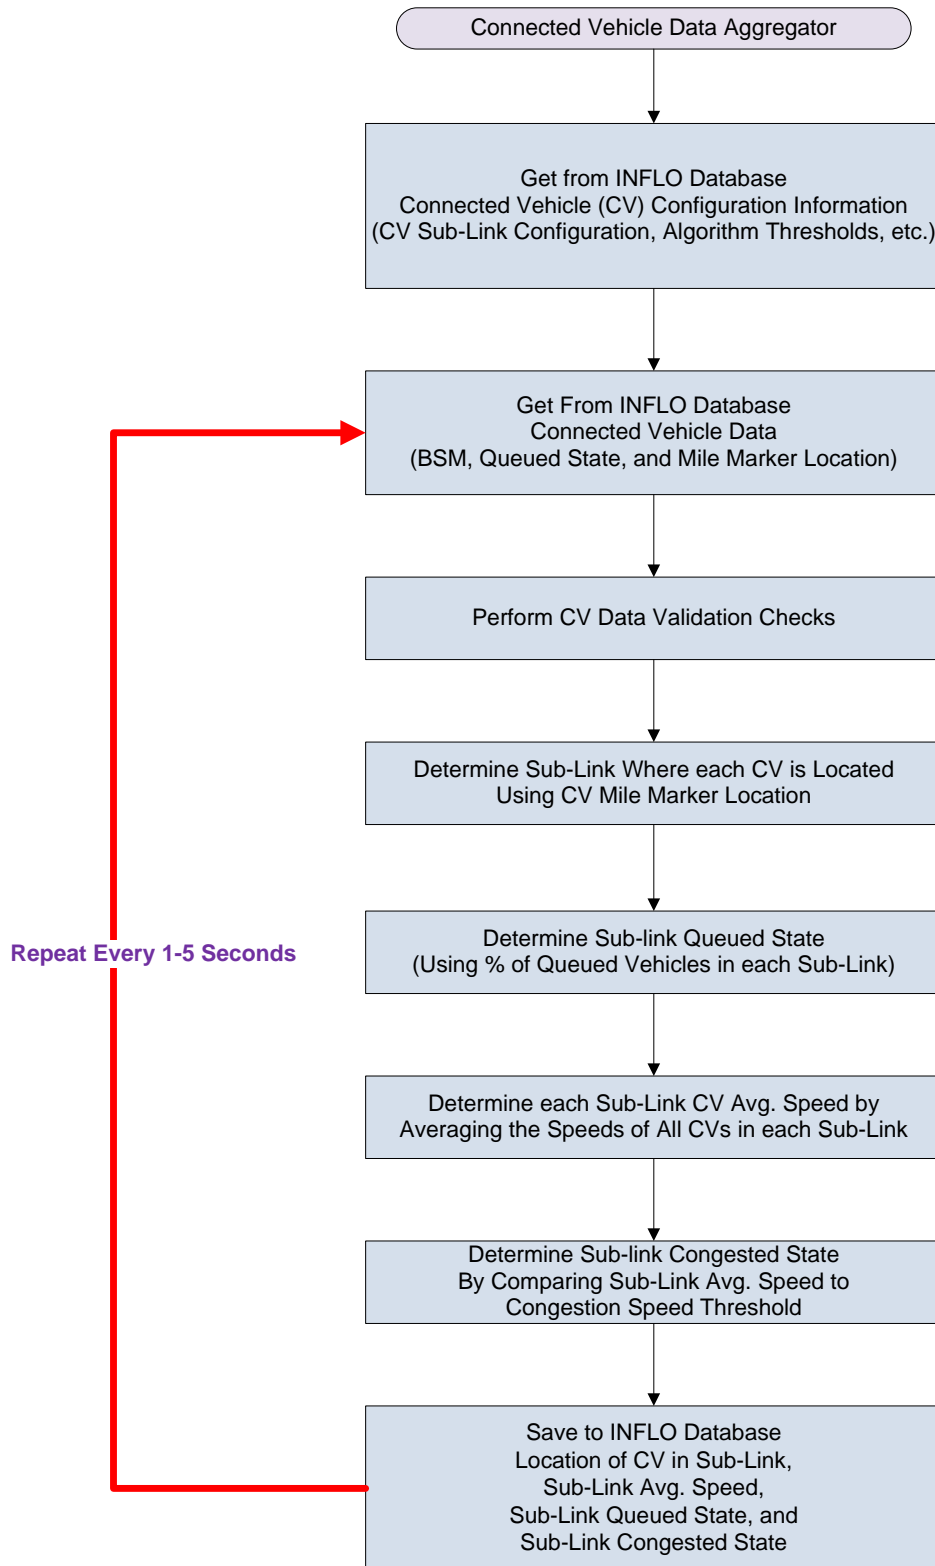 Connected Vehicle Data Aggregator
Get from INFLO Database
Connected Vehicle (CV) Configuration Information
(CV Sub-Link Configuration, Algorithm Thresholds, etc.)
Get From INFLO Database
Connected Vehicle Data
(BSM, Queued State, and Mile Marker Location)
Perform CV Data Validation Checks
Determine Sub-Link Where each CV is Located
Using CV Mile Marker Location
Determine Sub-link Queued State
(Using % of Queued Vehicles in each Sub-Link)
Repeat Every 1-5 Seconds
Determine each Sub-Link CV Avg. Speed by
Averaging the Speeds of All CVs in each Sub-Link
Determine Sub-link Congested State
By Comparing Sub-Link Avg. Speed to
Congestion Speed Threshold
Save to INFLO Database
Location of CV in Sub-Link,
Sub-Link Avg. Speed,
Sub-Link Queued State, and
Sub-Link Congested State